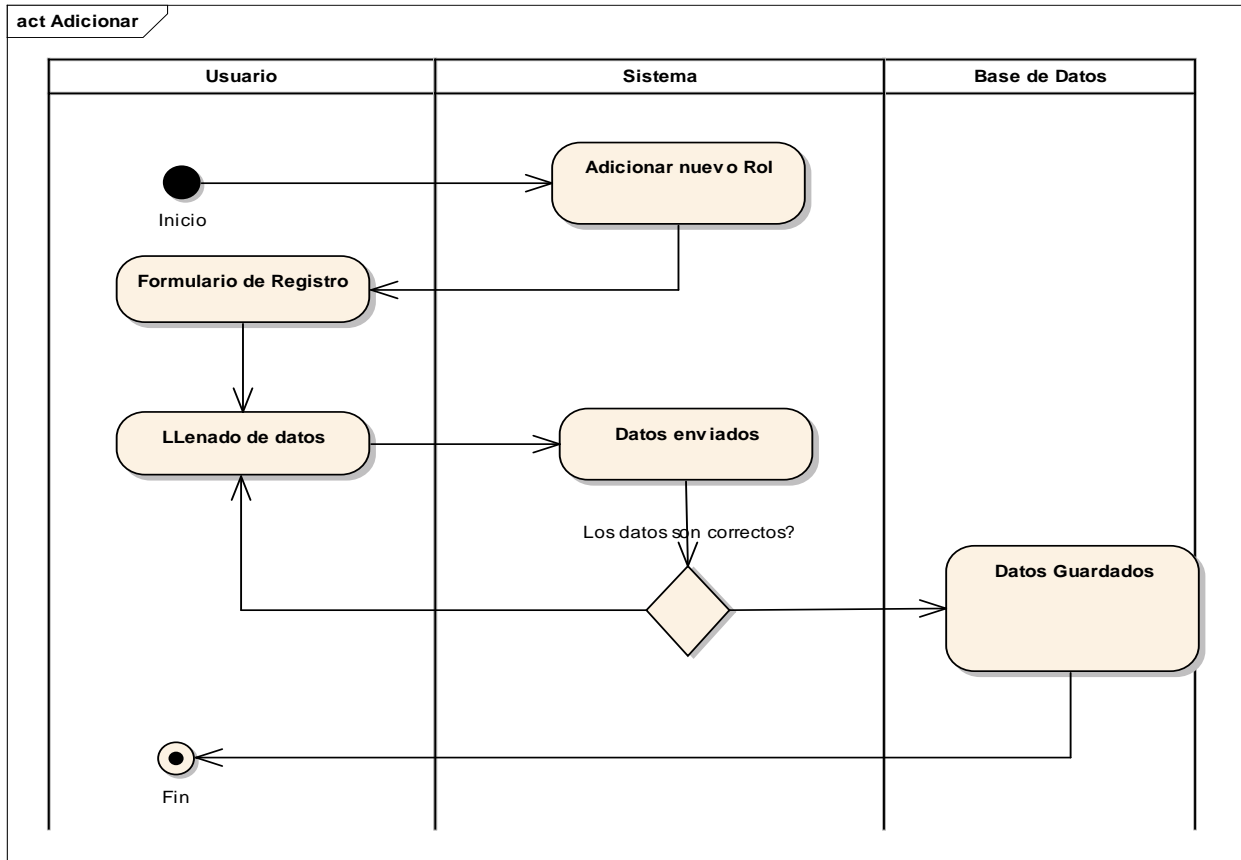 act Adicionar
Usuario
Sistema
Base de Datos
Adicionar nuevo Rol
Inicio
Formulario de Registro
LLenado de datos
Datos enviados
Los datos son correctos?
Datos Guardados
Fin